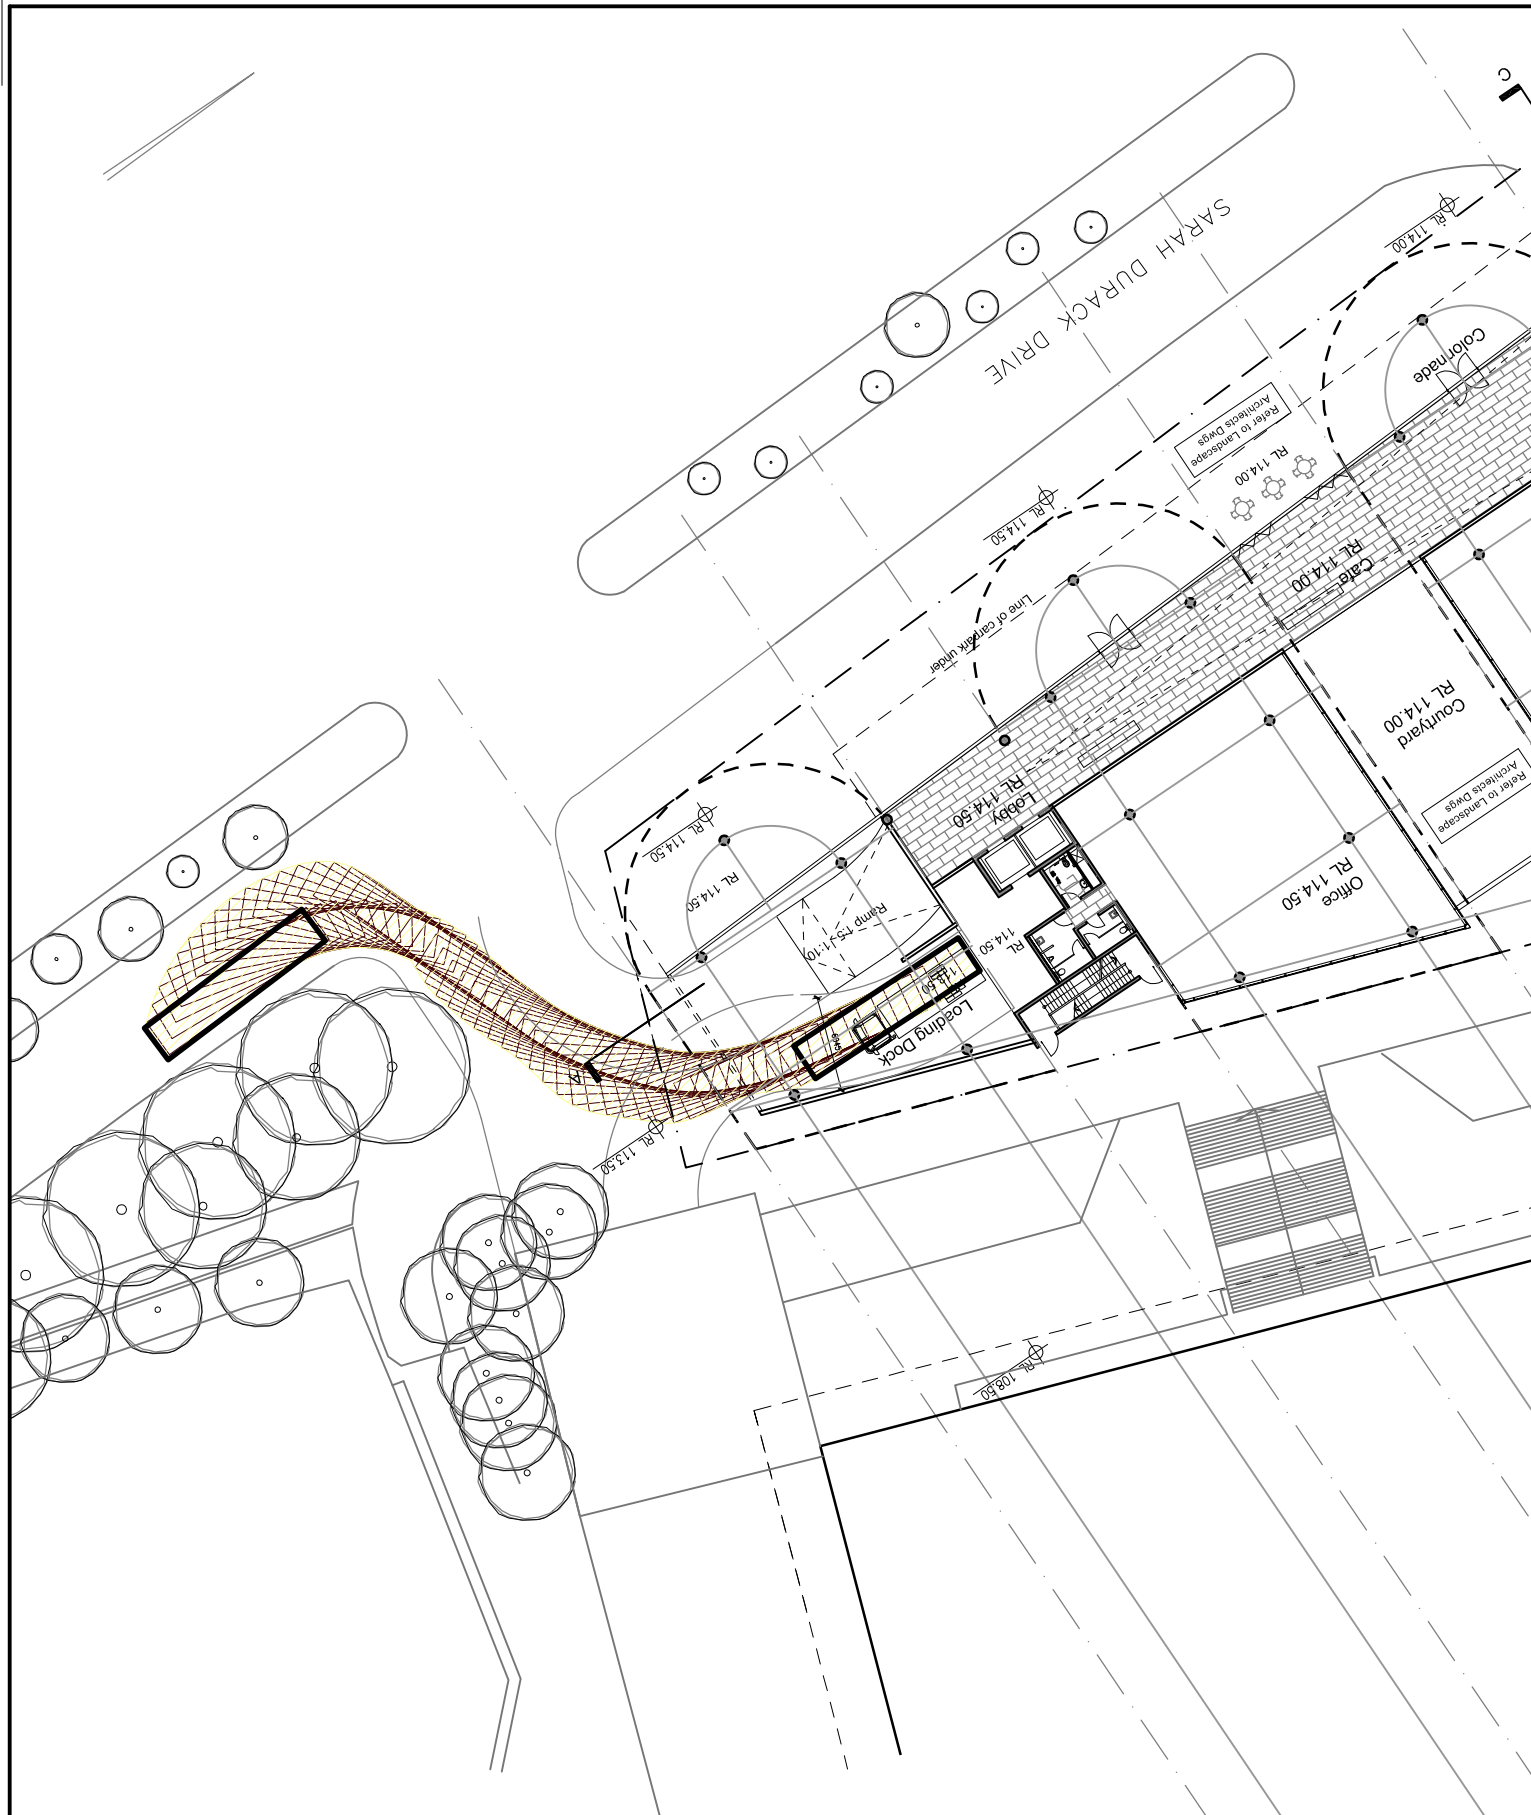 C
SARAH DURACK DRIVE
RL 114.00
Colonnade
Refer to Landscape
Architects Dwgs
RL 114.00
RL 114.50
Cafe
RL 114.00
Line of carpark under
Courtyard
RL 114.00
Refer to Landscape
Architects Dwgs
Lobby
RL 114.50
RL 114.50
RL 114.50
Ramp 1:5 / 1:10
Office
RL 114.50
RL
114.50
Loading Dock
A
RL 113.50
RL 108.50